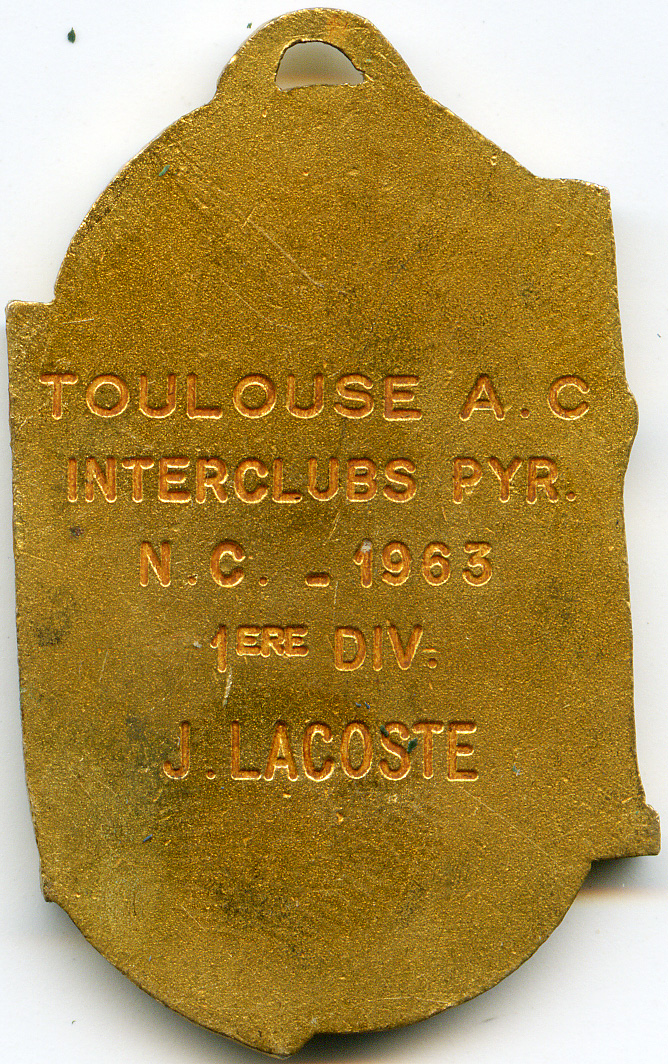 TOULOUSE A.C
INTERCLUBS PYR.
N.C. - 1963
1ERE DIV.
J.LACOSTE